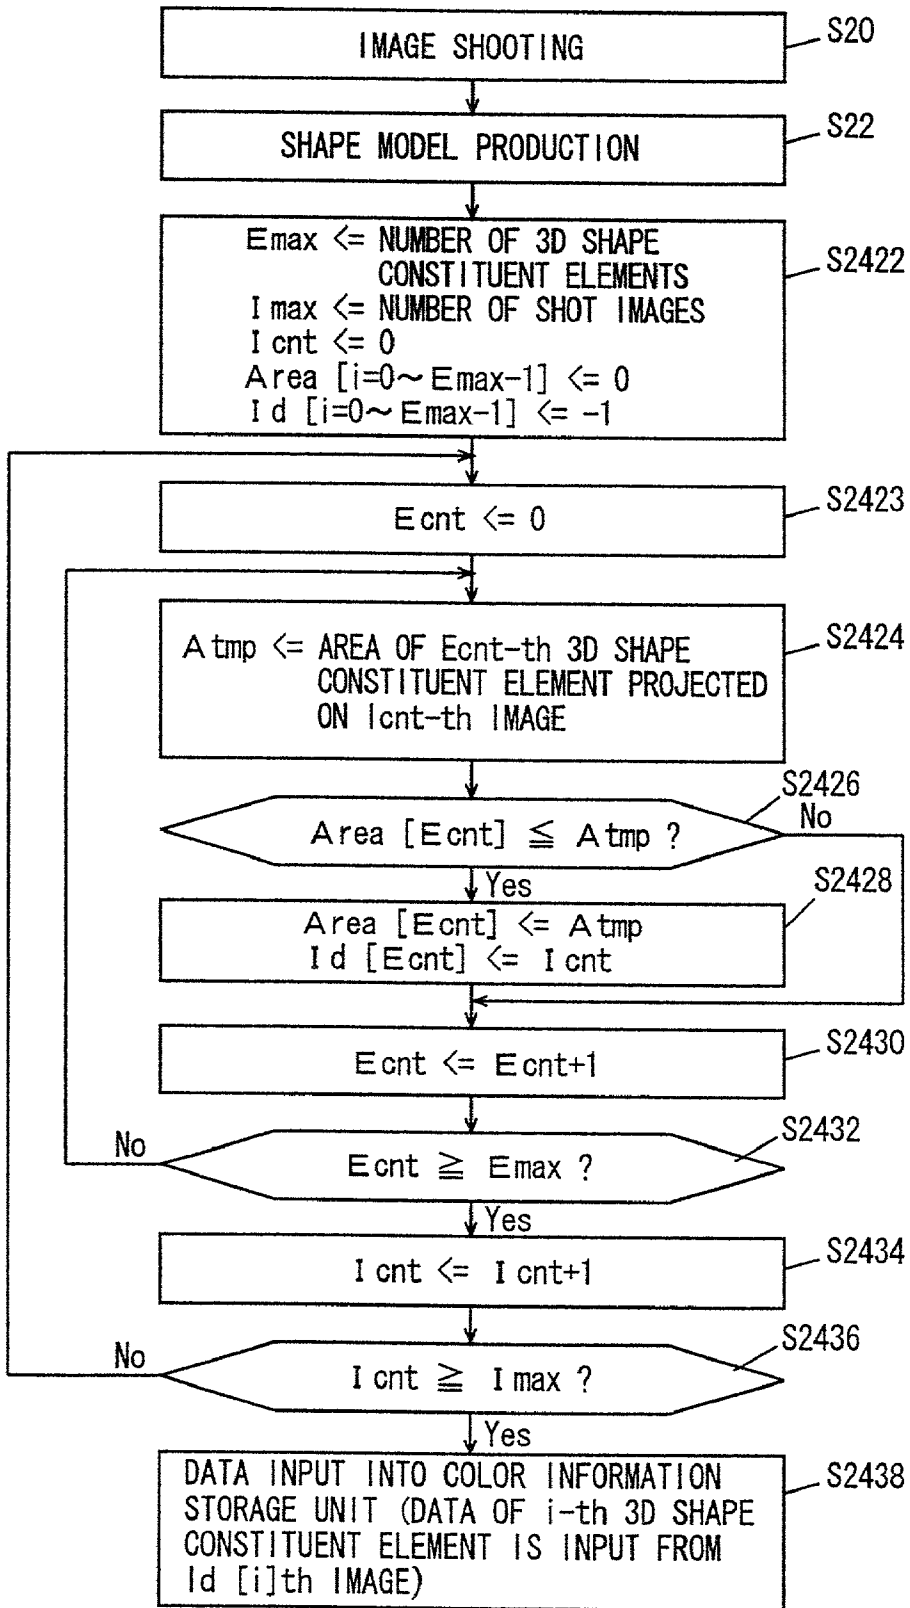 IMAGE SHOOTING
S20
SHAPE MODEL PRODUCTION
S22
Emax <= NUMBER OF 3D SHAPE
CONSTITUENT ELEMENTS
Imax <= NUMBER OF SHOT IMAGES
Icnt <= 0
Area [i=0~Emax-1] <= 0
Id [i=0~Emax-1] <= -1
S2422
Ecnt <= 0
S2423
Atmp <= AREA OF Ecnt-th 3D SHAPE
CONSTITUENT ELEMENT PROJECTED
ON Icnt-th IMAGE
S2424
Area [Ecnt] ≦ Atmp ?
S2426
No
Yes
Area [Ecnt] <= Atmp
Id [Ecnt] <= Icnt
S2428
Ecnt <= Ecnt+1
S2430
Ecnt ≧ Emax ?
S2432
No
Yes
Icnt <= Icnt+1
S2434
Icnt ≧ Imax ?
S2436
No
Yes
DATA INPUT INTO COLOR INFORMATION
STORAGE UNIT (DATA OF i-th 3D SHAPE
CONSTITUENT ELEMENT IS INPUT FROM
Id [i]th IMAGE)
S2438